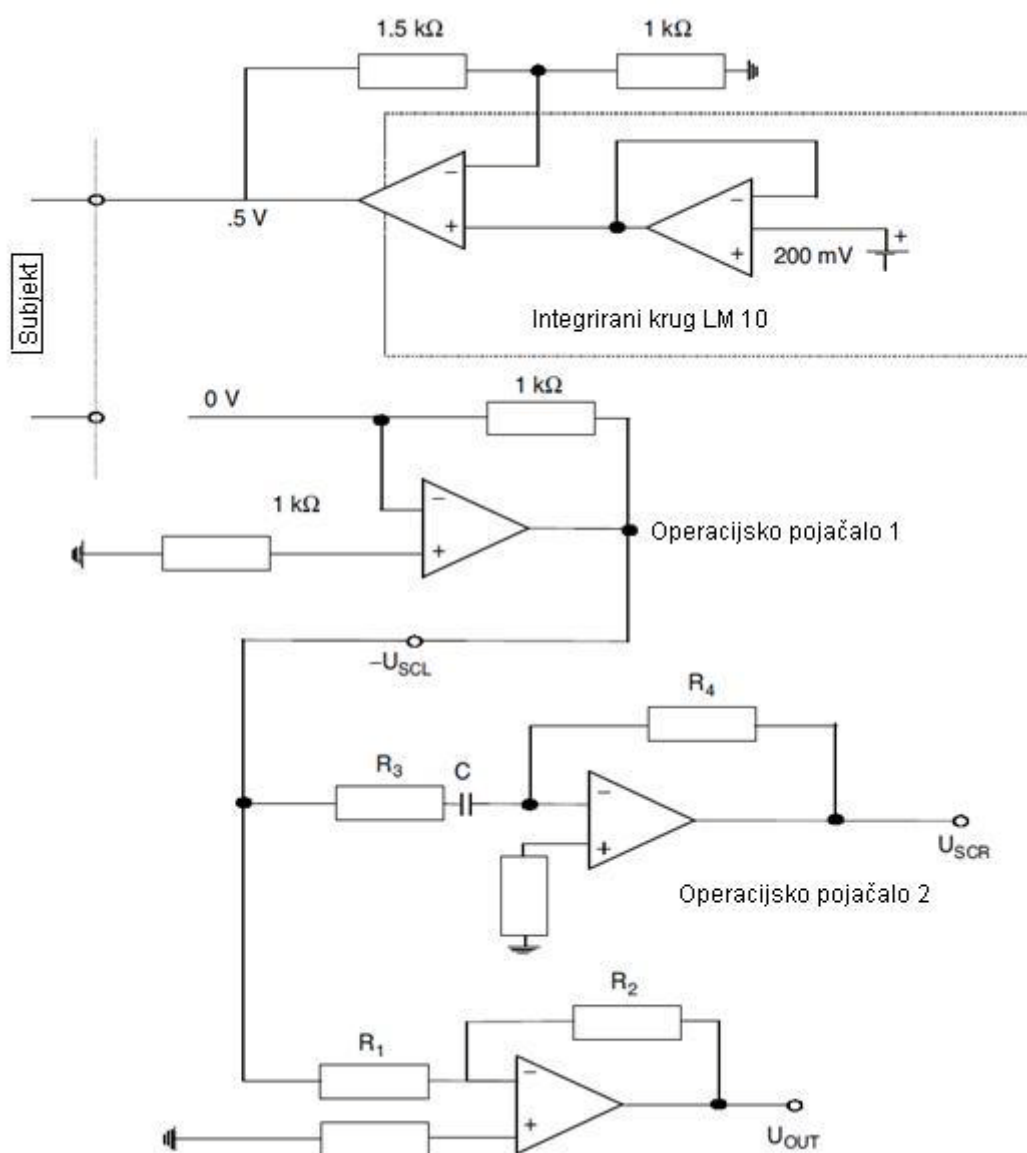 1.5 kΩ
1 kΩ
−
+
−
+
+
200 mV
.5 V
Integrirani krug LM 10
Subjekt
0 V
1 kΩ
1 kΩ
−
+
Operacijsko pojačalo 1
−U_SCL
R₄
R₃
C
−
+
U_SCR
Operacijsko pojačalo 2
R₂
R₁
−
+
U_OUT